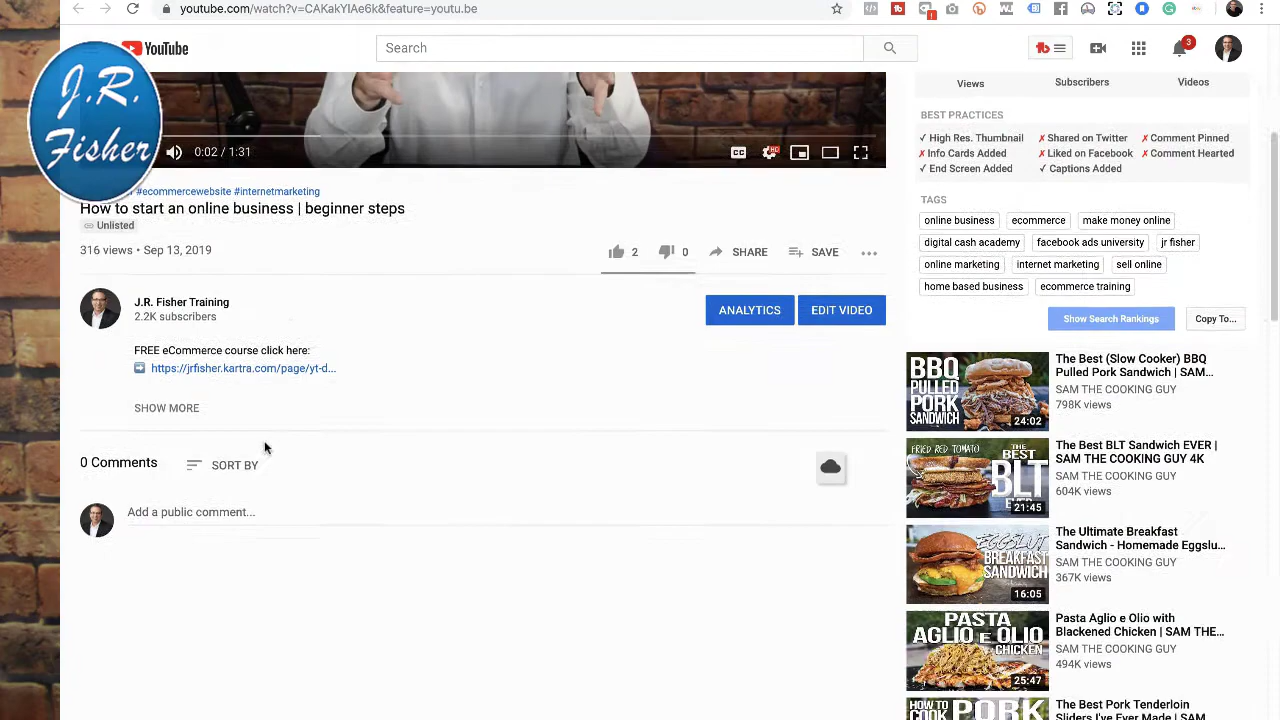 youtube.com/watch?v=CAKakYIAe6k&feature=youtu.be
J.R.
Fisher
YouTube
Search
3
0:02 / 1:31
CC
HD
#ecommercewebsite #internetmarketing
How to start an online business | beginner steps
Unlisted
316 views • Sep 13, 2019
2
0
SHARE
SAVE
J.R. Fisher Training
2.2K subscribers
ANALYTICS
EDIT VIDEO
FREE eCommerce course click here:
https://jrfisher.kartra.com/page/yt-d...
SHOW MORE
0 Comments
SORT BY
Add a public comment...
Views
Subscribers
Videos
BEST PRACTICES
✓ High Res. Thumbnail
✗ Shared on Twitter
✗ Comment Pinned
✗ Info Cards Added
✗ Liked on Facebook
✗ Comment Hearted
✓ End Screen Added
✓ Captions Added
TAGS
online business
ecommerce
make money online
digital cash academy
facebook ads university
jr fisher
online marketing
internet marketing
sell online
home based business
ecommerce training
Show Search Rankings
Copy To...
BBQ
PULLED
PORK
SANDWICH
24:02
The Best (Slow Cooker) BBQ
Pulled Pork Sandwich | SAM...
SAM THE COOKING GUY
798K views
FRIED RED TOMATO
THE
BEST
BLT
EVER
21:45
The Best BLT Sandwich EVER |
SAM THE COOKING GUY 4K
SAM THE COOKING GUY
604K views
EGGSLUT
BREAKFAST
SANDWICH
16:05
The Ultimate Breakfast
Sandwich - Homemade Eggslu...
SAM THE COOKING GUY
367K views
PASTA
AGLIO E OLIO
CHICKEN
25:47
Pasta Aglio e Olio with
Blackened Chicken | SAM THE...
SAM THE COOKING GUY
494K views
HOW TO
COOK
PORK
The Best Pork Tenderloin
Sliders I've Ever Made | SAM